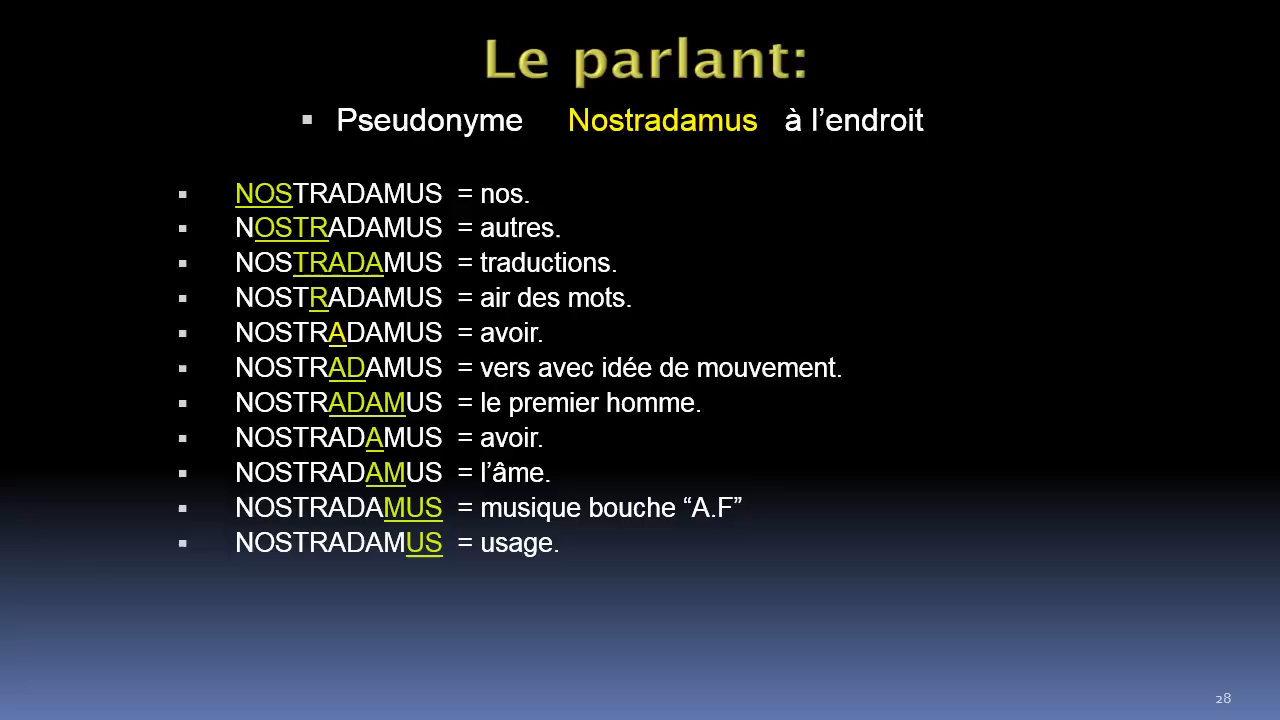 Le parlant:
▪ Pseudonyme Nostradamus à l’endroit
▪ NOSTRADAMUS = nos.
▪ NOSTRADAMUS = autres.
▪ NOSTRADAMUS = traductions.
▪ NOSTRADAMUS = air des mots.
▪ NOSTRADAMUS = avoir.
▪ NOSTRADAMUS = vers avec idée de mouvement.
▪ NOSTRADAMUS = le premier homme.
▪ NOSTRADAMUS = avoir.
▪ NOSTRADAMUS = l’âme.
▪ NOSTRADAMUS = musique bouche “A.F”
▪ NOSTRADAMUS = usage.
28